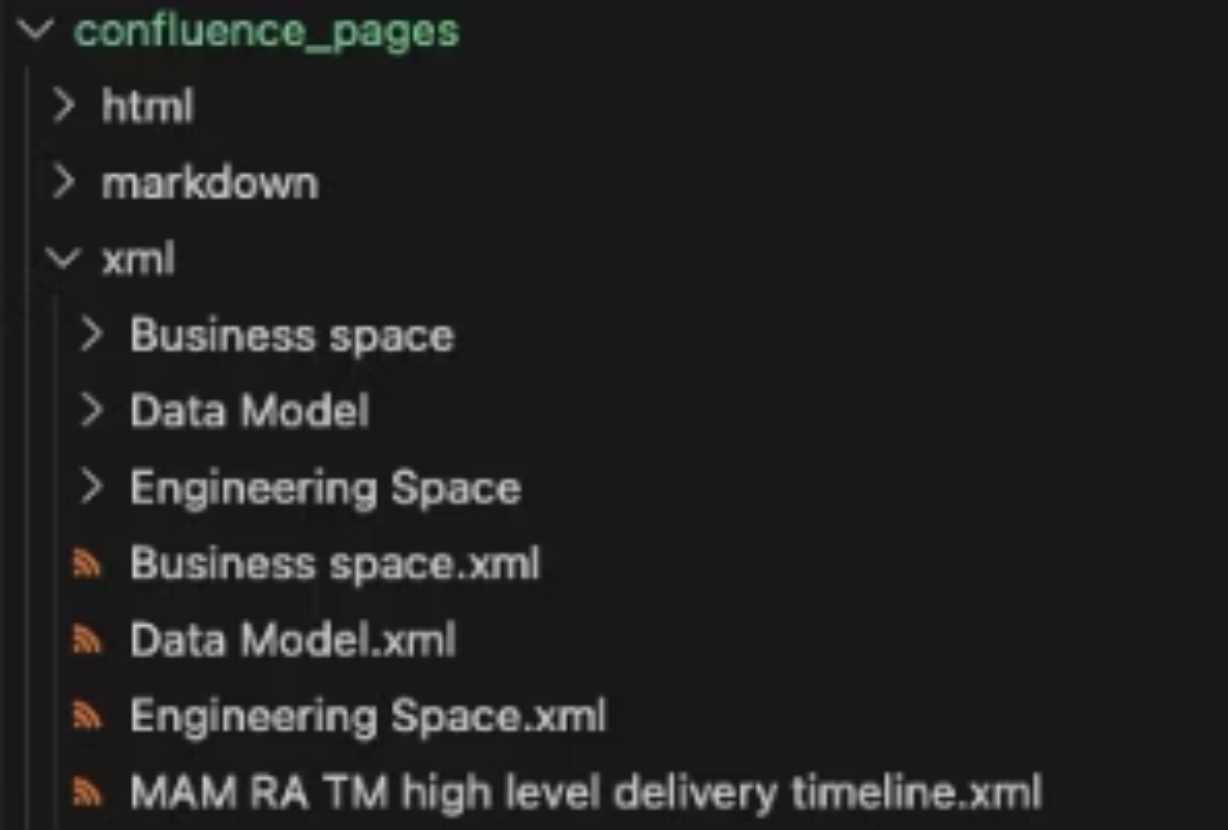 confluence_pages
html
markdown
xml
Business space
Data Model
Engineering Space
Business space.xml
Data Model.xml
Engineering Space.xml
MAM RA TM high level delivery timeline.xml